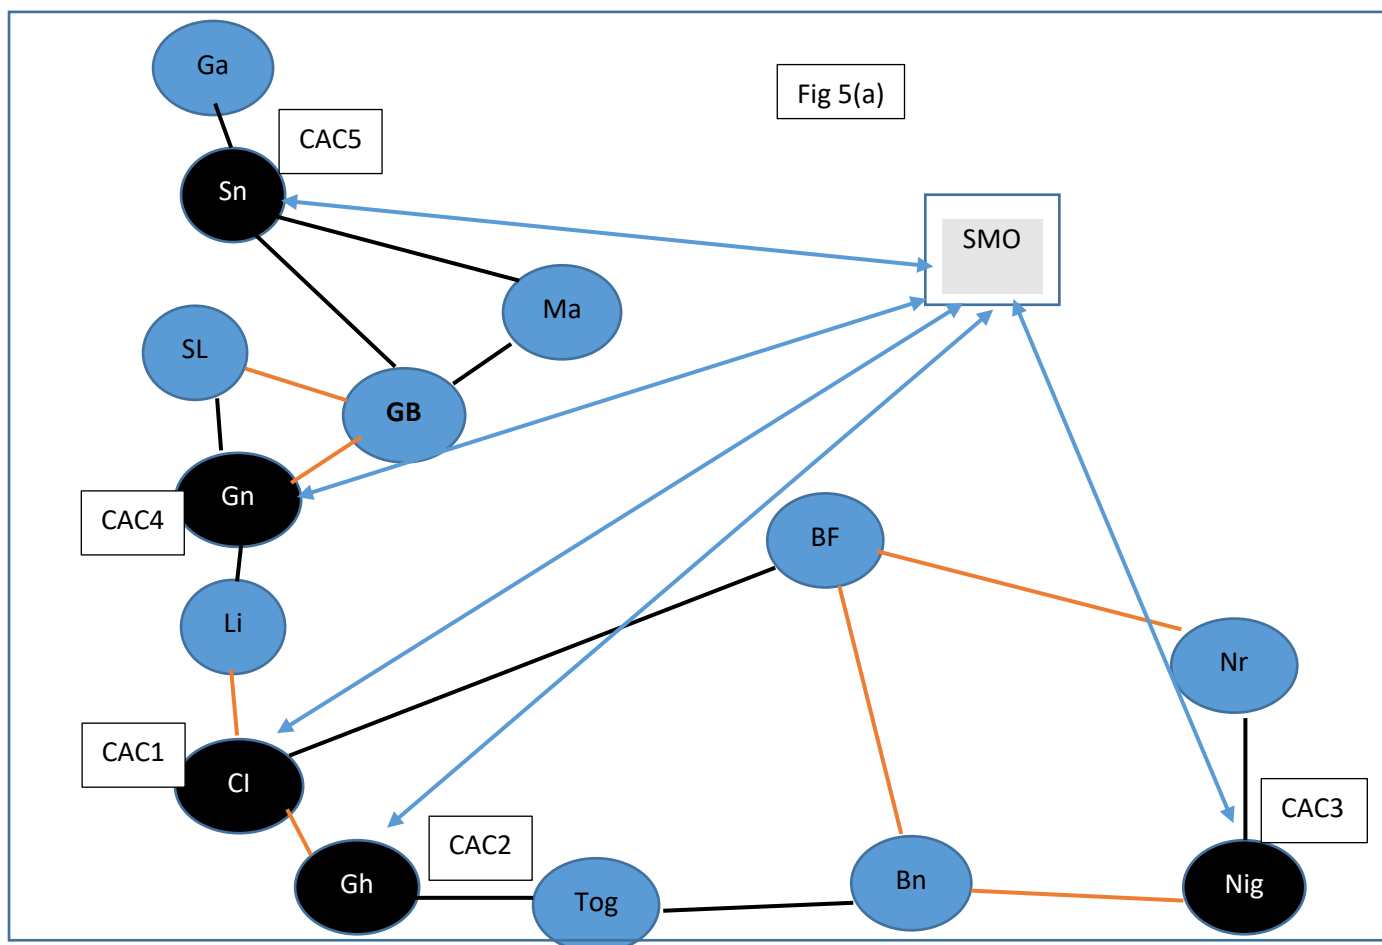 Ga
Fig 5(a)
CAC5
Sn
SMO
Ma
SL
GB
Gn
CAC4
BF
Li
Nr
CAC1
CI
CAC3
CAC2
Gh
Tog
Bn
Nig